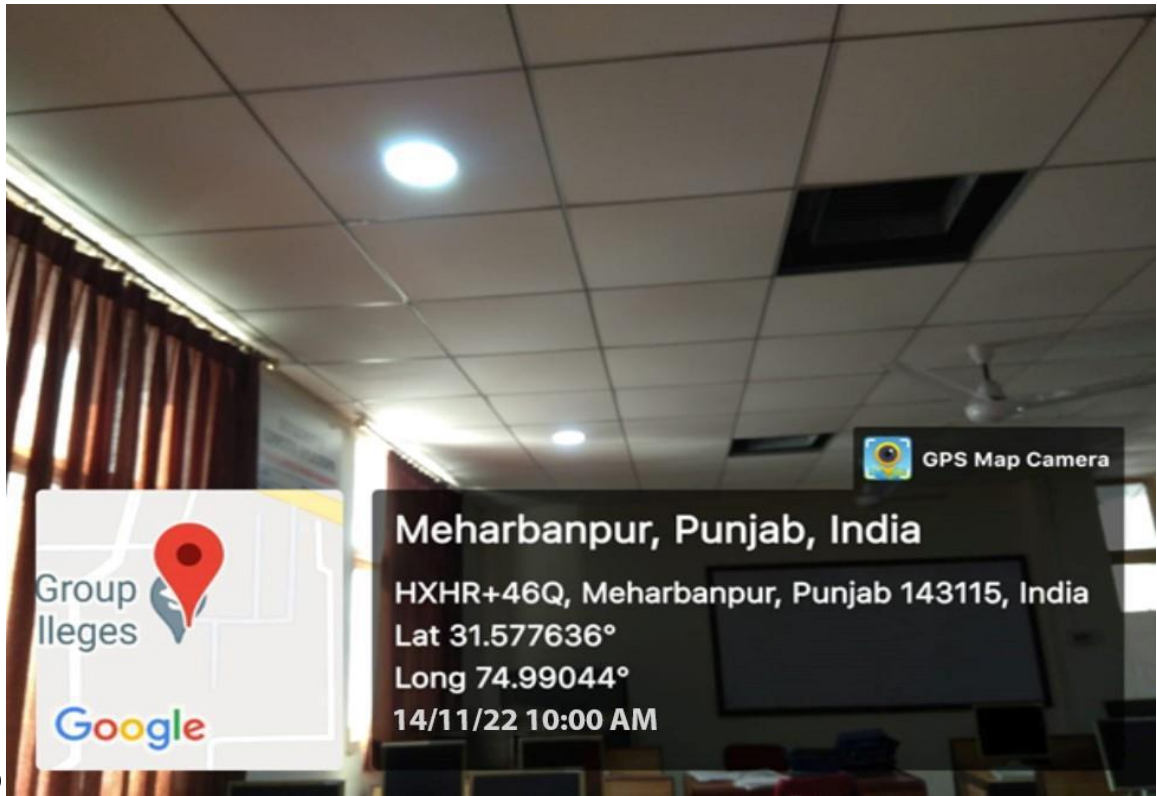 GPS Map Camera
Meharbanpur, Punjab, India
HXHR+46Q, Meharbanpur, Punjab 143115, India
Lat 31.577636°
Long 74.99044°
14/11/22 10:00 AM
Group
lleges
Google